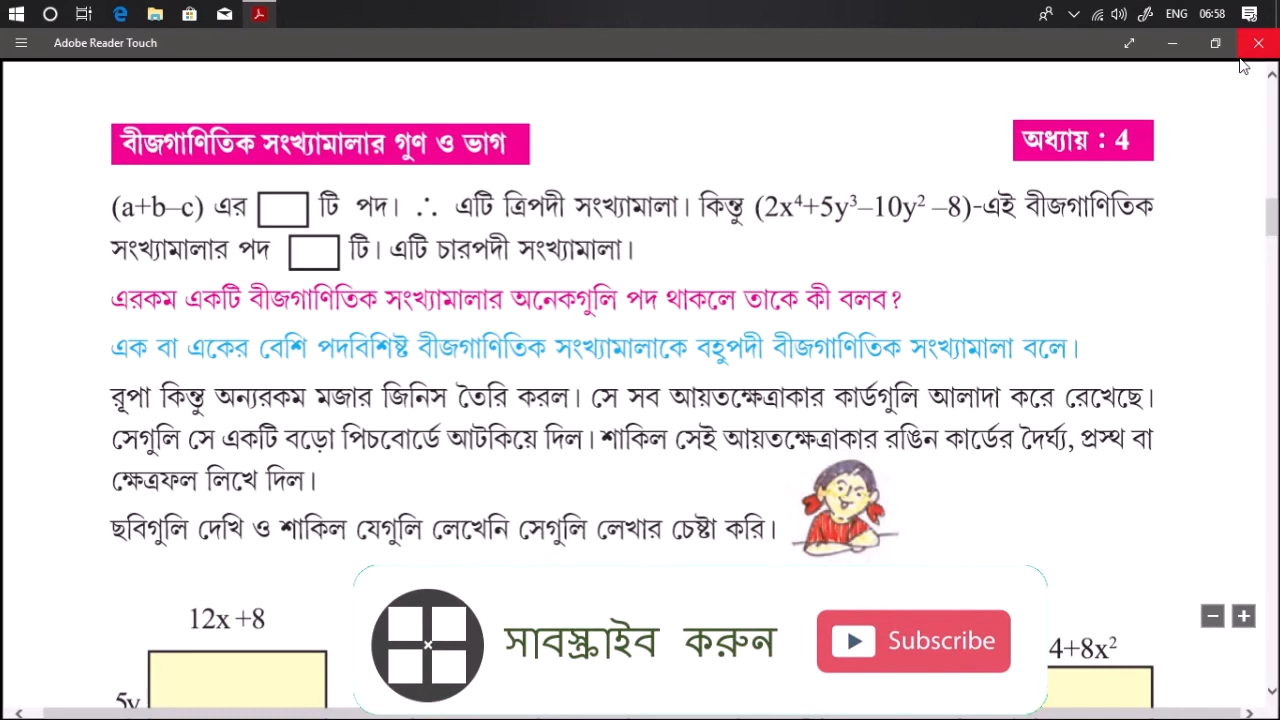 ENG 06:58
Adobe Reader Touch
বীজগাণিতিক সংখ্যামালার গুণ ও ভাগ
অধ্যায় : 4
(a+b–c) এর টি পদ। ∴ এটি ত্রিপদী সংখ্যামালা। কিন্তু (2x⁴+5y³–10y² –8)-এই বীজগাণিতিক
সংখ্যামালার পদ টি। এটি চারপদী সংখ্যামালা।
এরকম একটি বীজগাণিতিক সংখ্যামালার অনেকগুলি পদ থাকলে তাকে কী বলব?
এক বা একের বেশি পদবিশিষ্ট বীজগাণিতিক সংখ্যামালাকে বহুপদী বীজগাণিতিক সংখ্যামালা বলে।
রূপা কিন্তু অন্যরকম মজার জিনিস তৈরি করল। সে সব আয়তক্ষেত্রাকার কার্ডগুলি আলাদা করে রেখেছে।
সেগুলি সে একটি বড়ো পিচবোর্ডে আটকিয়ে দিল। শাকিল সেই আয়তক্ষেত্রাকার রঙিন কার্ডের দৈর্ঘ্য, প্রস্থ বা
ক্ষেত্রফল লিখে দিল।
ছবিগুলি দেখি ও শাকিল যেগুলি লেখেনি সেগুলি লেখার চেষ্টা করি।
12x +8
সাবস্ক্রাইব করুন
Subscribe
4+8x²
5y